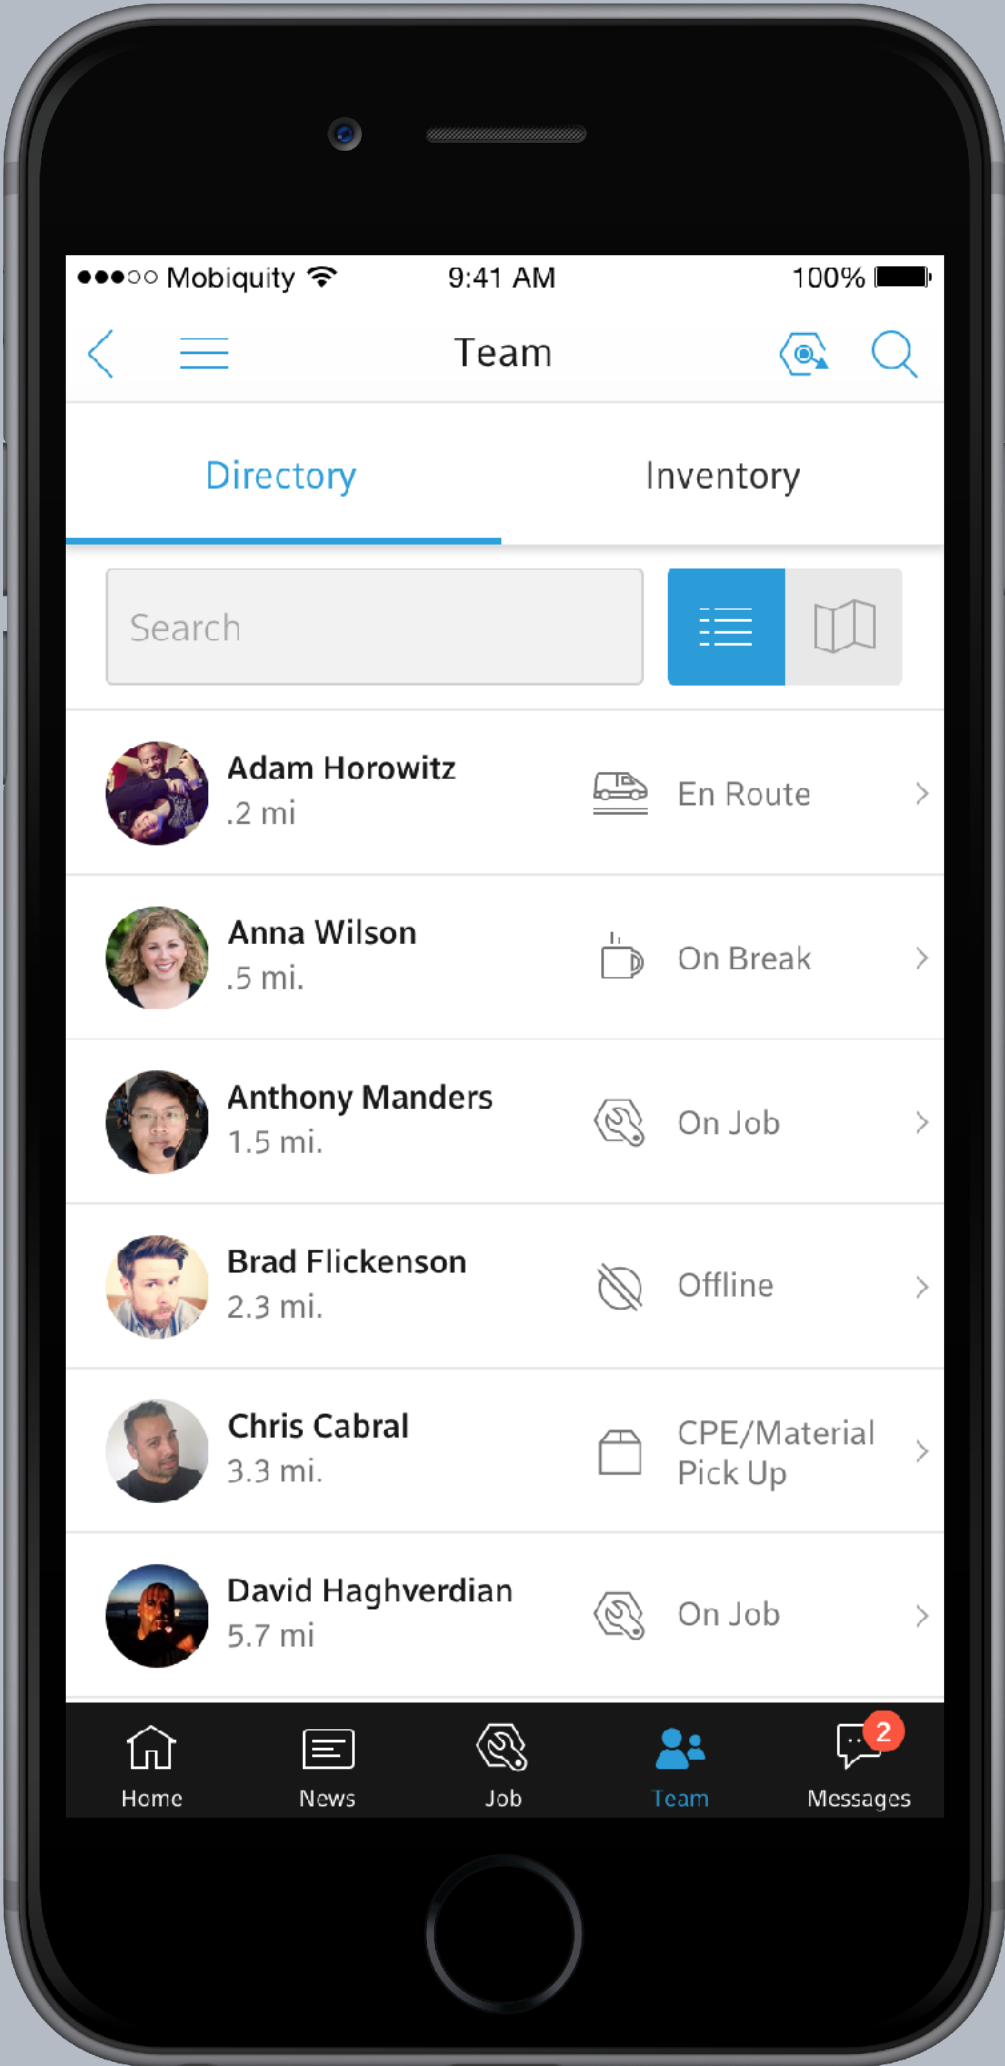 Mobiquity 9:41 AM 100%
Team
Directory Inventory
Search
Adam Horowitz
.2 mi
En Route
Anna Wilson
.5 mi.
On Break
Anthony Manders
1.5 mi.
On Job
Brad Flickenson
2.3 mi.
Offline
Chris Cabral
3.3 mi.
CPE/Material
Pick Up
David Haghverdian
5.7 mi
On Job
2
Home News Job Team Messages